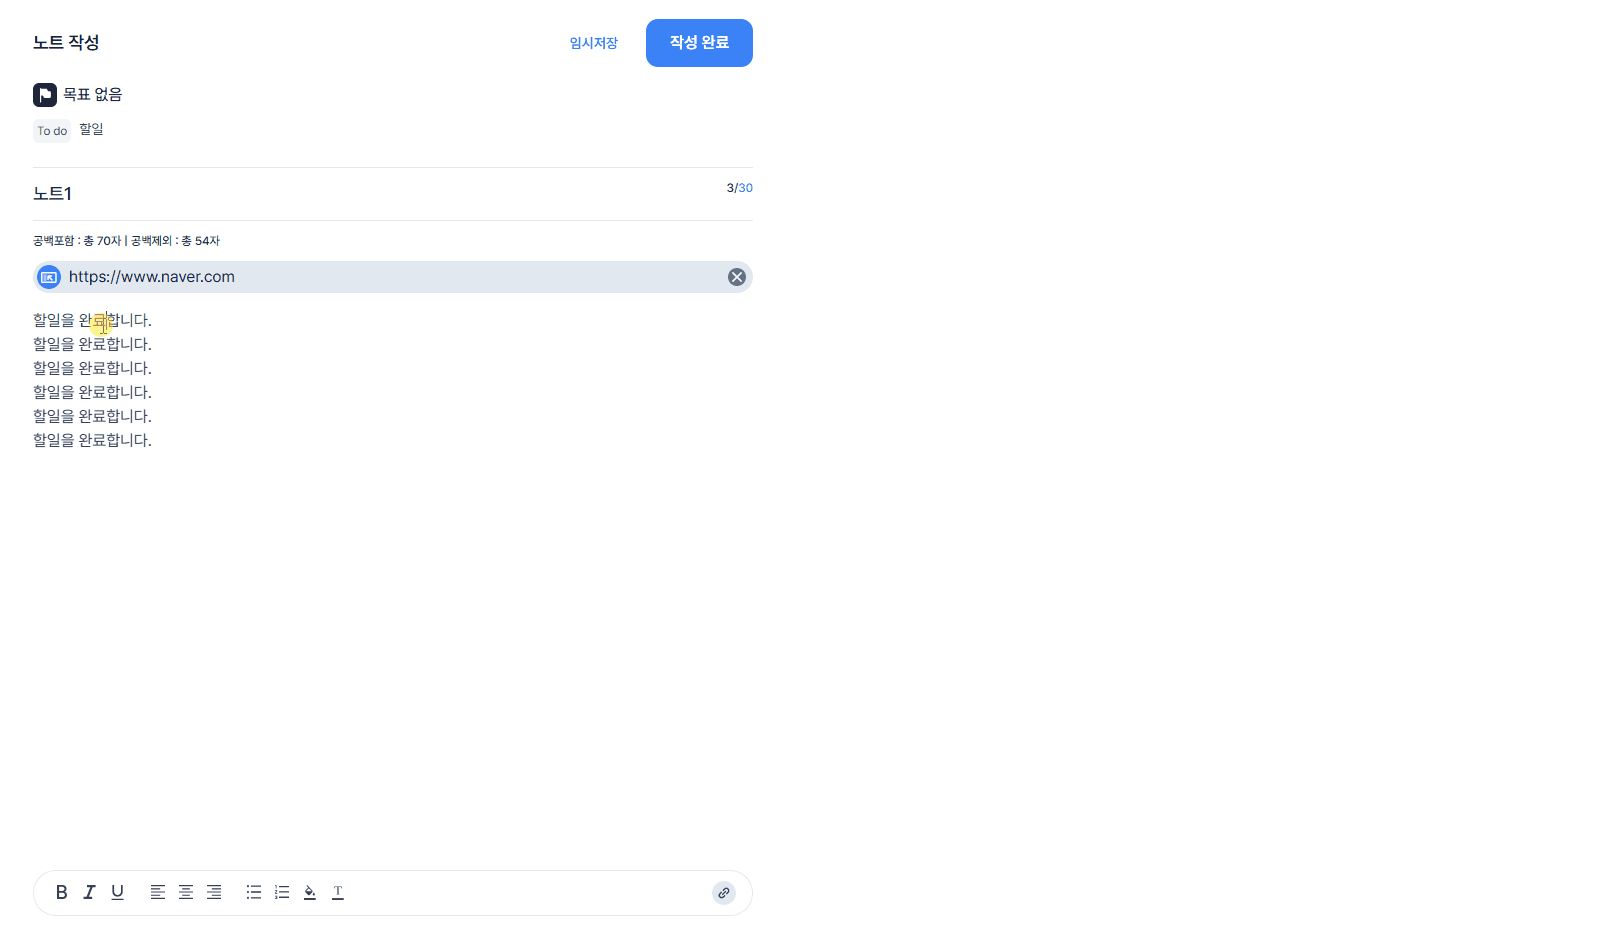 노트 작성
임시저장
작성 완료
목표 없음
To do 할일
노트1
3/30
공백포함 : 총 70자 | 공백제외 : 총 54자
https://www.naver.com
할일을 완료합니다.
할일을 완료합니다.
할일을 완료합니다.
할일을 완료합니다.
할일을 완료합니다.
할일을 완료합니다.